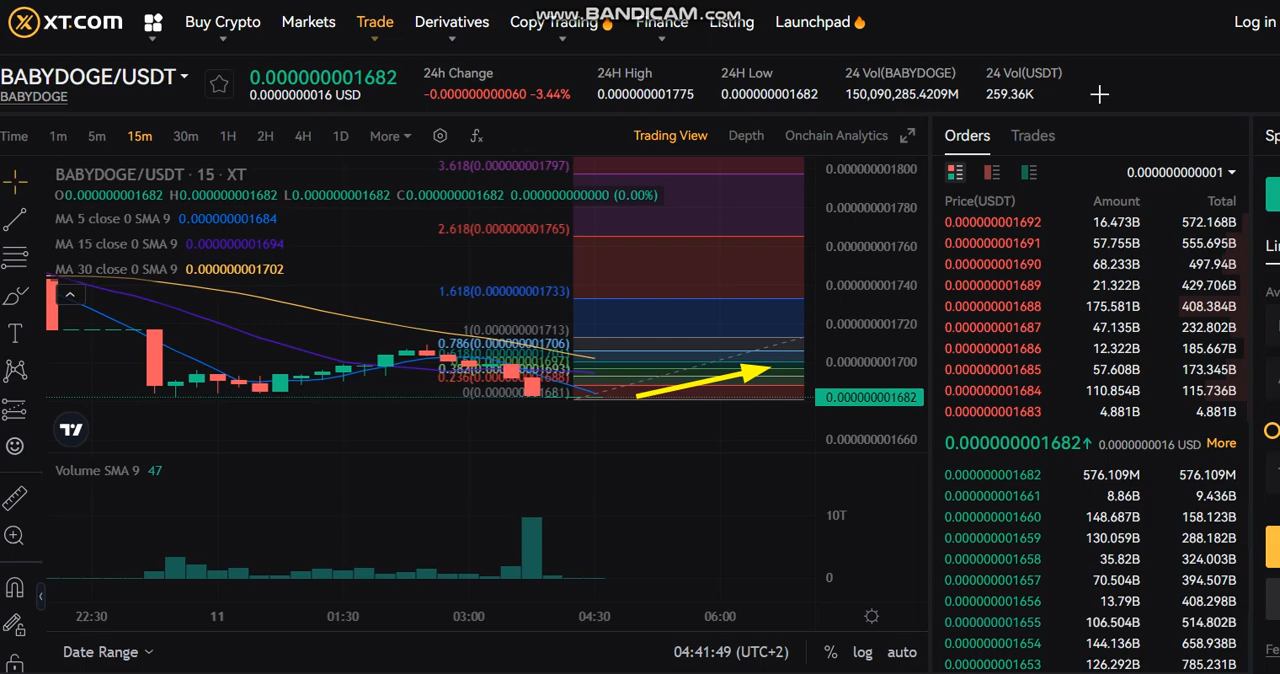 www.BANDICAM.com
XT.COM
Buy Crypto Markets Trade Derivatives Copy Trading Finance Listing Launchpad Log in
BABYDOGE/USDT
BABYDOGE
0.000000001682
0.0000000016 USD
24h Change
-0.000000000060 -3.44%
24H High
0.000000001775
24H Low
0.000000001682
24 Vol(BABYDOGE)
150,090,285.4209M
24 Vol(USDT)
259.36K
Time 1m 5m 15m 30m 1H 2H 4H 1D More
Trading View Depth Onchain Analytics
BABYDOGE/USDT · 15 · XT
O0.000000001682 H0.000000001682 L0.000000001682 C0.000000001682 0.000000000000 (0.00%)
MA 5 close 0 SMA 9 0.000000001684
MA 15 close 0 SMA 9 0.000000001694
MA 30 close 0 SMA 9 0.000000001702
3.618(0.000000001797)
2.618(0.000000001765)
1.618(0.000000001733)
1(0.000000001713)
0.786(0.000000001706)
0.236(0.000000001688)
0(0.000000001681)
0.000000001800
0.000000001780
0.000000001760
0.000000001740
0.000000001720
0.000000001700
0.000000001682
0.000000001660
Volume SMA 9 47
10T
0
22:30 11 01:30 03:00 04:30 06:00
Date Range
04:41:49 (UTC+2) % log auto
Orders Trades
0.000000000001
Price(USDT) Amount Total
0.000000001692 16.473B 572.168B
0.000000001691 57.755B 555.695B
0.000000001690 68.233B 497.94B
0.000000001689 21.322B 429.706B
0.000000001688 175.581B 408.384B
0.000000001687 47.135B 232.802B
0.000000001686 12.322B 185.667B
0.000000001685 57.608B 173.345B
0.000000001684 110.854B 115.736B
0.000000001683 4.881B 4.881B
0.000000001682↑ 0.0000000016 USD More
0.000000001682 576.109M 576.109M
0.000000001661 8.86B 9.436B
0.000000001660 148.687B 158.123B
0.000000001659 130.059B 288.182B
0.000000001658 35.82B 324.003B
0.000000001657 70.504B 394.507B
0.000000001656 13.79B 408.298B
0.000000001655 106.504B 514.802B
0.000000001654 144.136B 658.938B
0.000000001653 126.292B 785.231B